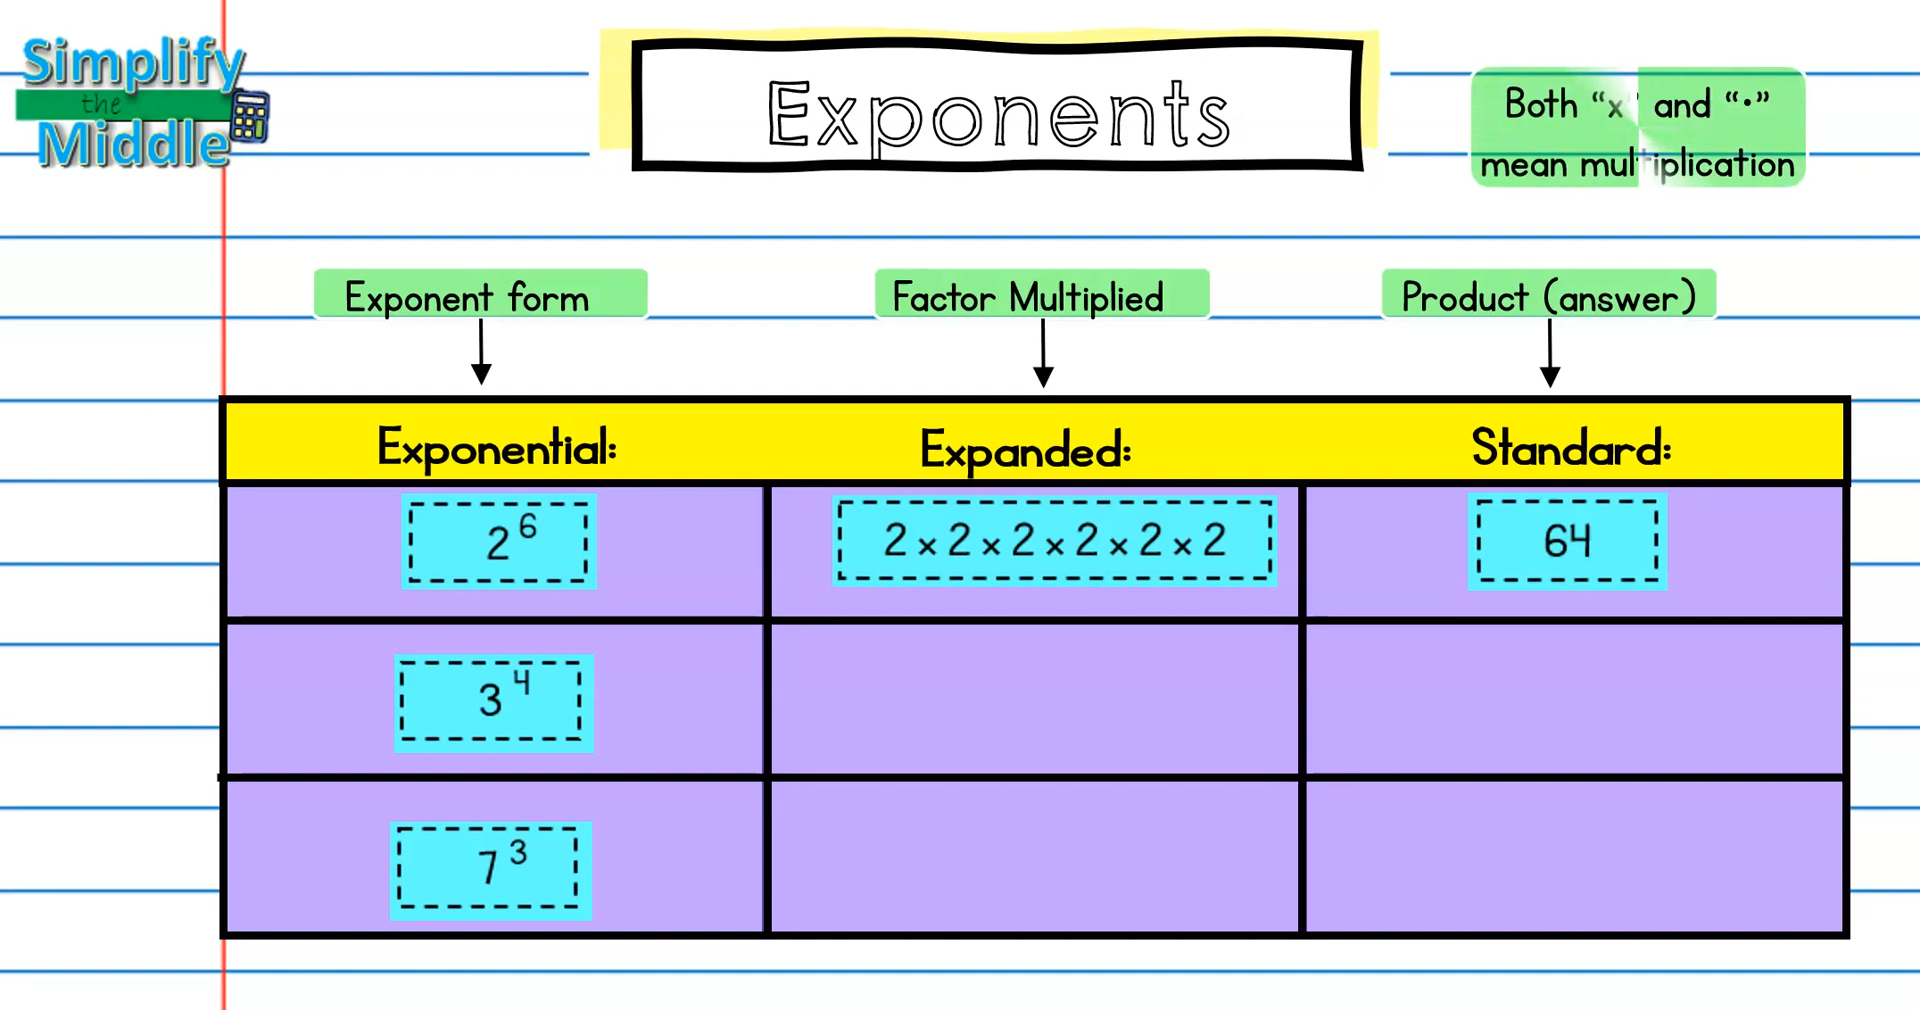 Simplify
the
Middle
Exponents
Both “x” and “•”
mean multiplication
Exponent form
Factor Multiplied
Product (answer)
Exponential:
Expanded:
Standard:
2⁶
2 × 2 × 2 × 2 × 2 × 2
64
3⁴
7³